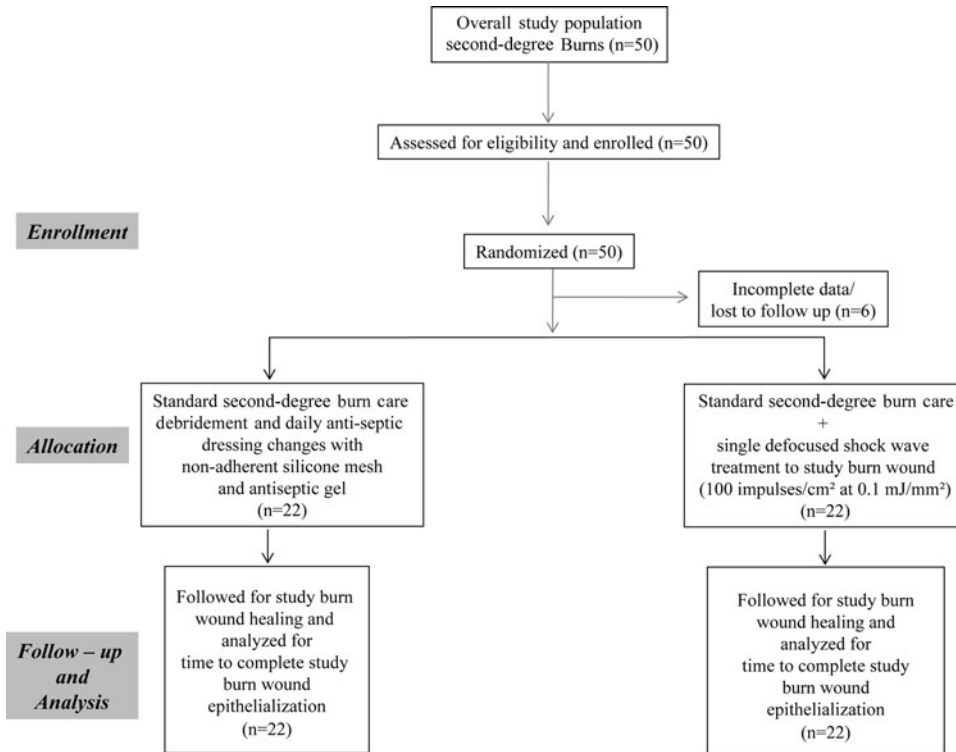 Overall study population
second-degree Burns (n=50)
Assessed for eligibility and enrolled (n=50)
Enrollment
Randomized (n=50)
Incomplete data/
lost to follow up (n=6)
Allocation
Standard second-degree burn care
debridement and daily anti-septic
dressing changes with
non-adherent silicone mesh
and antiseptic gel
(n=22)
Standard second-degree burn care
+
single defocused shock wave
treatment to study burn wound
(100 impulses/cm² at 0.1 mJ/mm²)
(n=22)
Follow – up
and
Analysis
Followed for study burn
wound healing and
analyzed for
time to complete study
burn wound
epithelialization
(n=22)
Followed for study burn
wound healing and
analyzed for
time to complete study
burn wound
epithelialization
(n=22)